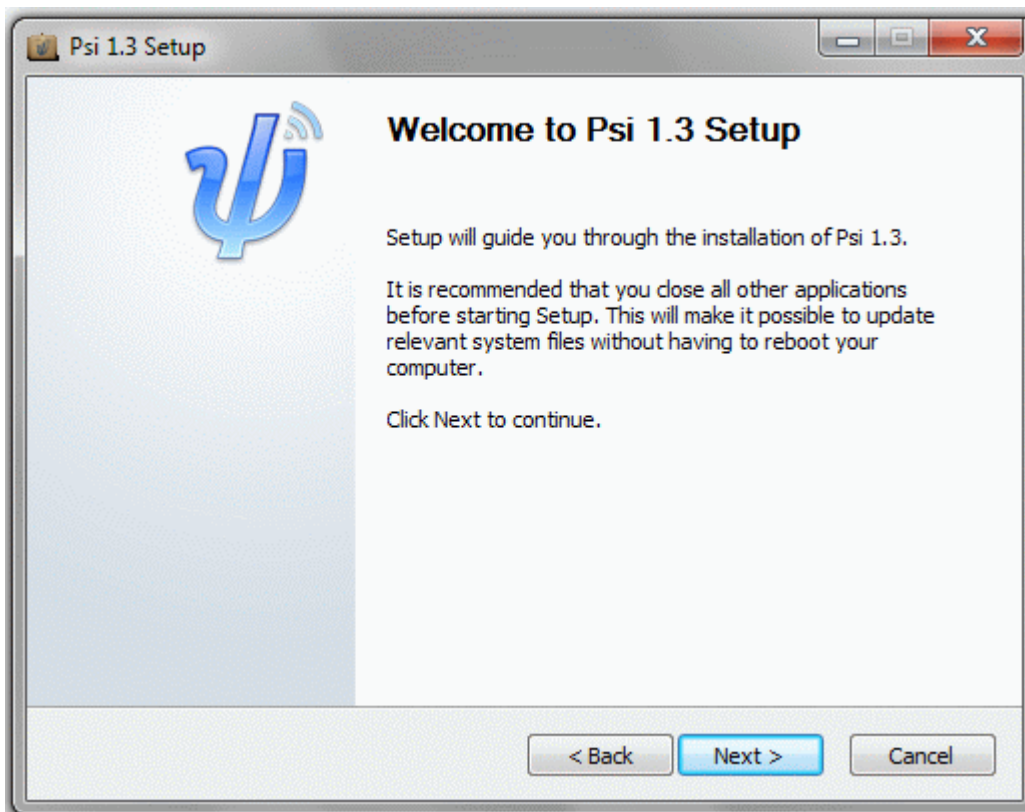 Psi 1.3 Setup
Welcome to Psi 1.3 Setup
Setup will guide you through the installation of Psi 1.3.
It is recommended that you close all other applications
before starting Setup. This will make it possible to update
relevant system files without having to reboot your
computer.
Click Next to continue.
< Back Next > Cancel